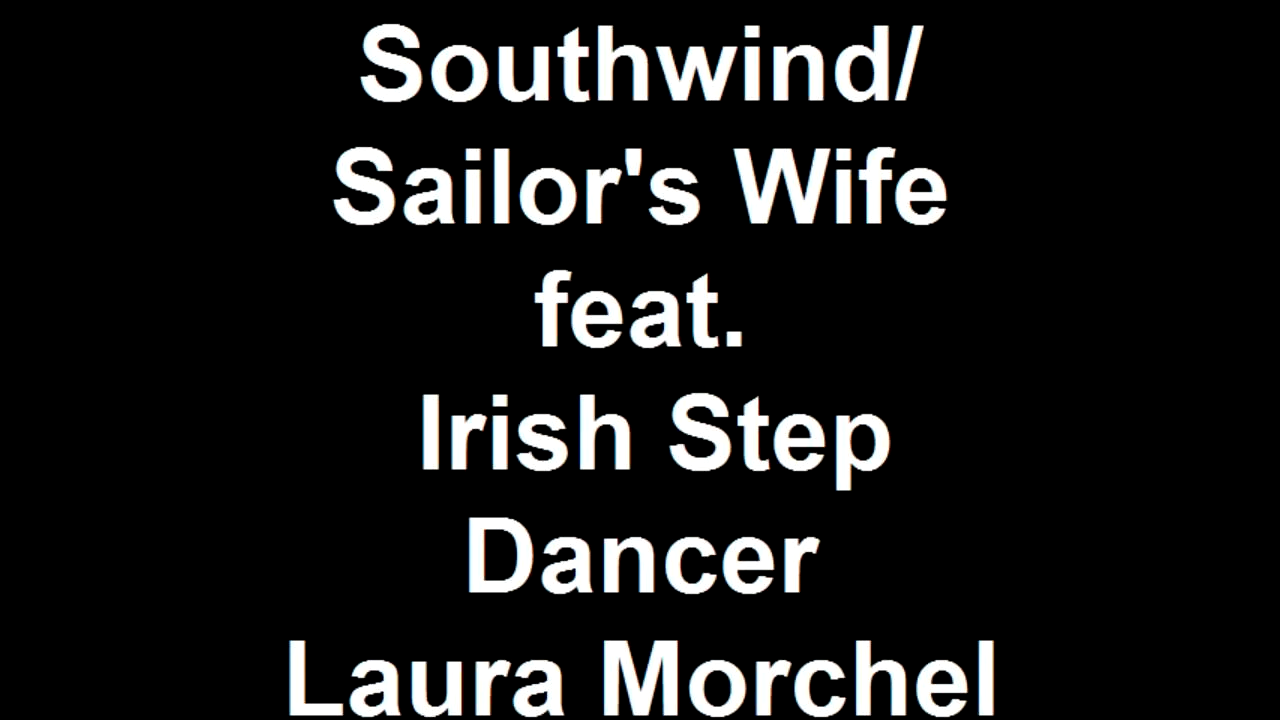 Southwind/
Sailor's Wife
feat.
Irish Step
Dancer
Laura Morchel